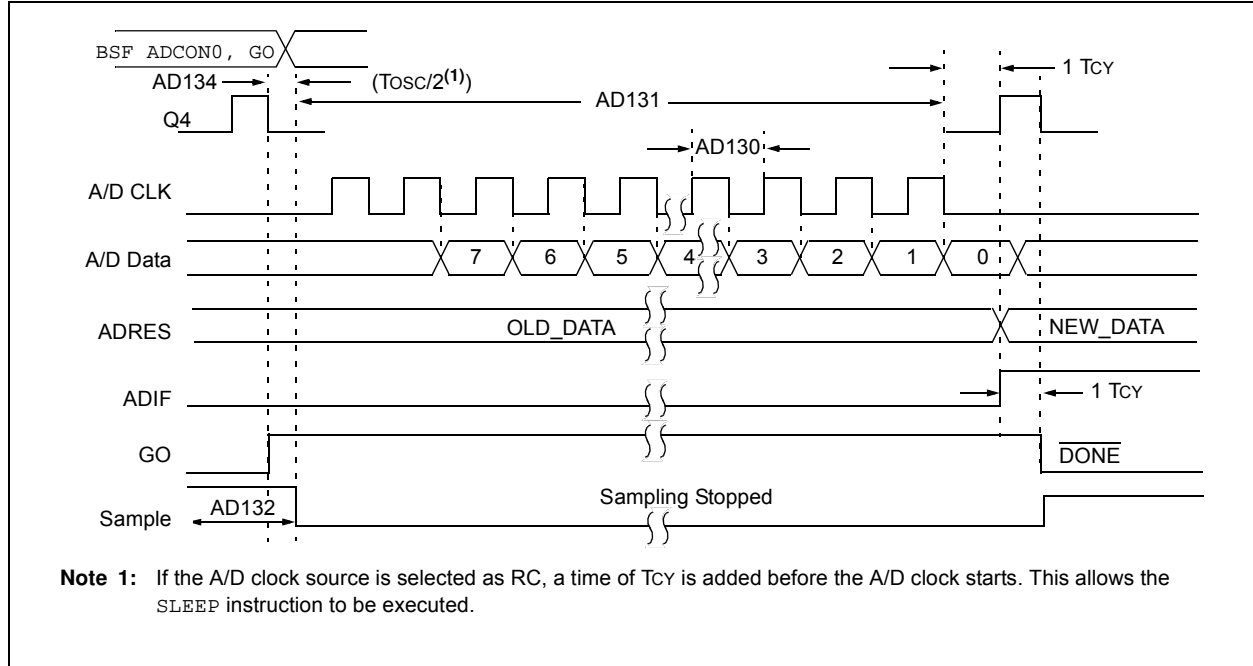 BSF ADCON0, GO
AD134
(TOSC/2(1))
AD131
1 TCY
Q4
AD130
A/D CLK
A/D Data
7 6 5 4 3 2 1 0
ADRES
OLD_DATA
NEW_DATA
ADIF
1 TCY
GO
DONE
Sample
AD132
Sampling Stopped
Note 1: If the A/D clock source is selected as RC, a time of TCY is added before the A/D clock starts. This allows the
SLEEP instruction to be executed.